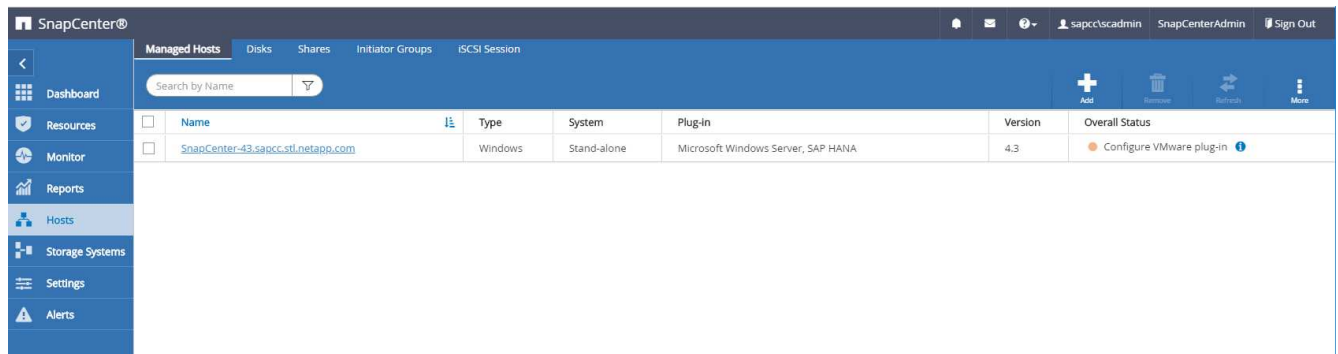 SnapCenter®
sapcc\scadmin SnapCenterAdmin Sign Out
Managed Hosts Disks Shares Initiator Groups iSCSI Session
Search by Name
Add Remove Refresh More
Dashboard
Resources
Monitor
Reports
Hosts
Storage Systems
Settings
Alerts
Name Type System Plug-in Version Overall Status
SnapCenter-43.sapcc.stl.netapp.com Windows Stand-alone Microsoft Windows Server, SAP HANA 4.3 Configure VMware plug-in